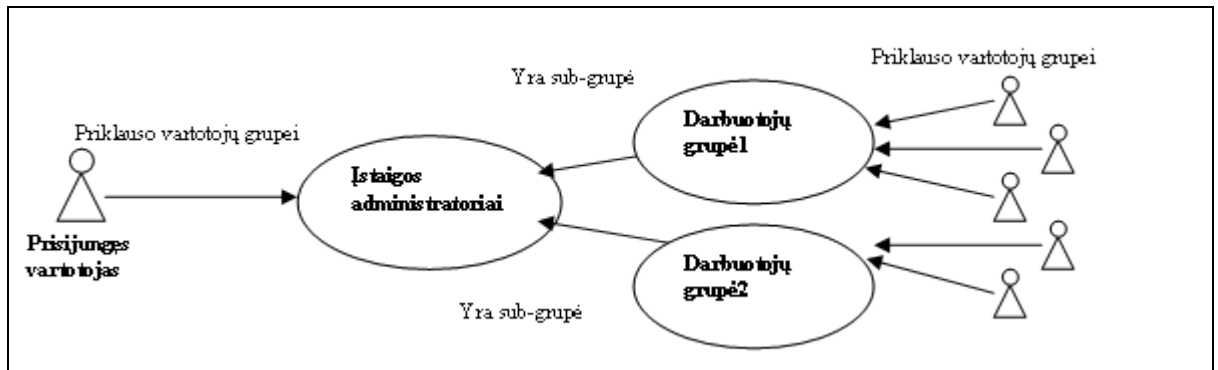 Priklauso vartotojų grupei
Yra sub-grupė
Darbuotojų
grupė1
Priklauso vartotojų grupei
Įstaigos
administratoriai
Prisijungęs
vartotojas
Darbuotojų
grupė2
Yra sub-grupė